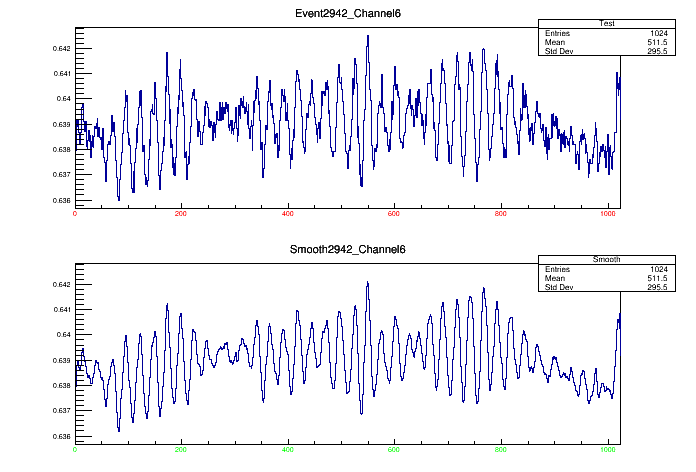 Event2942_Channel6
Test
Entries 1024
Mean 511.5
Std Dev 295.5
0.642
0.641
0.64
0.639
0.638
0.637
0.636
0 200 400 600 800 1000
Smooth2942_Channel6
Smooth
Entries 1024
Mean 511.5
Std Dev 295.5
0.642
0.641
0.64
0.639
0.638
0.637
0.636
0 200 400 600 800 1000